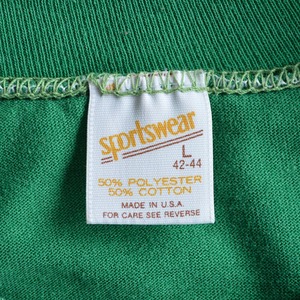 sportswear
L
42-44
50% POLYESTER
50% COTTON
MADE IN U.S.A.
FOR CARE SEE REVERSE